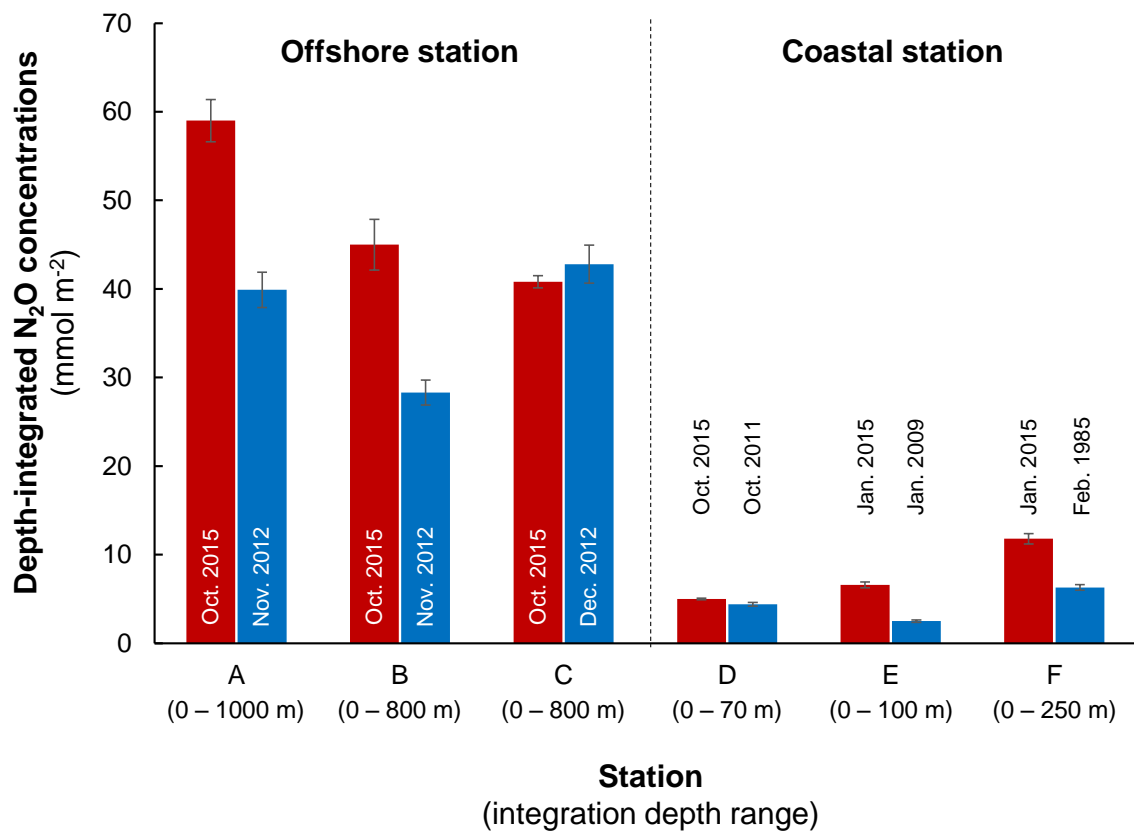 Depth-integrated N₂O concentrations
(mmol m⁻²)
70
60
50
40
30
20
10
0
Offshore station
Coastal station
Oct. 2015
Nov. 2012
Oct. 2015
Nov. 2012
Oct. 2015
Dec. 2012
Oct. 2015
Oct. 2011
Jan. 2015
Jan. 2009
Jan. 2015
Feb. 1985
A
B
C
D
E
F
(0 – 1000 m)
(0 – 800 m)
(0 – 800 m)
(0 – 70 m)
(0 – 100 m)
(0 – 250 m)
Station
(integration depth range)